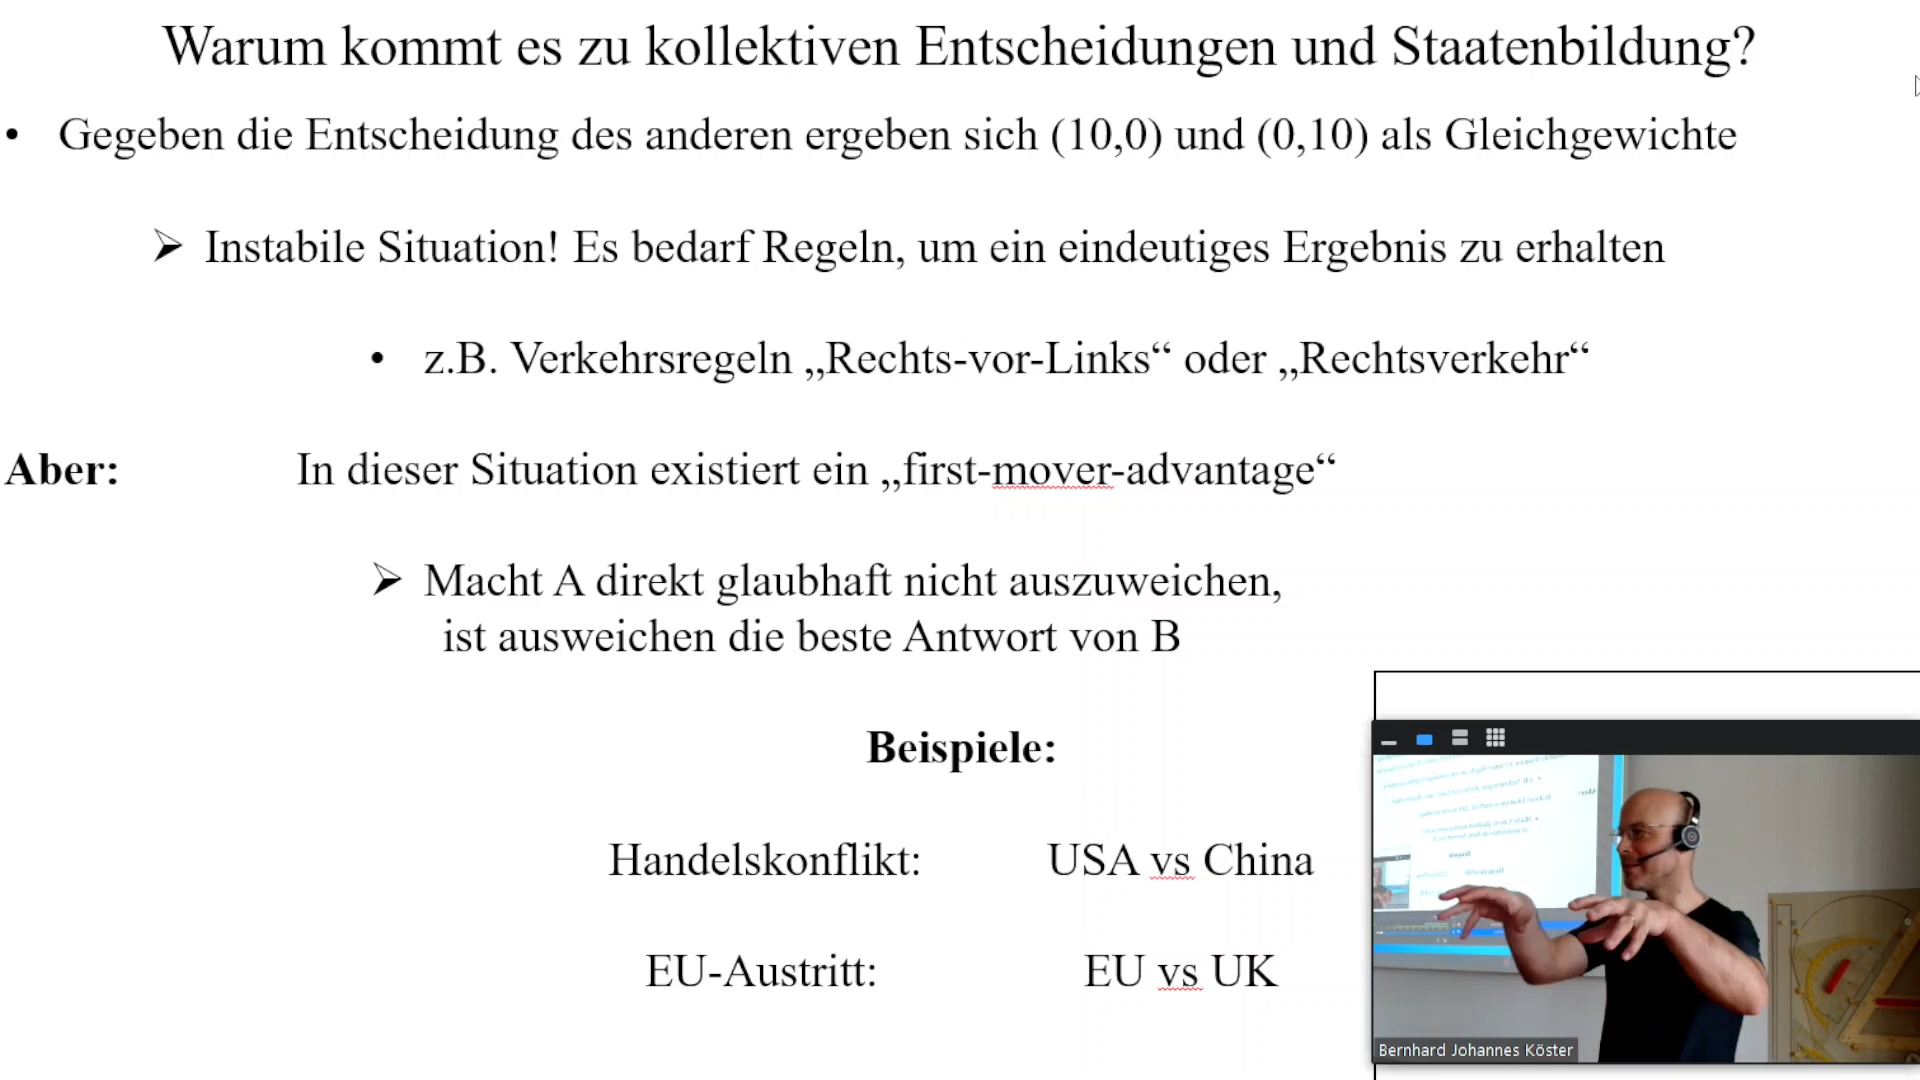 Warum kommt es zu kollektiven Entscheidungen und Staatenbildung?
• Gegeben die Entscheidung des anderen ergeben sich (10,0) und (0,10) als Gleichgewichte
➢ Instabile Situation! Es bedarf Regeln, um ein eindeutiges Ergebnis zu erhalten
• z.B. Verkehrsregeln „Rechts-vor-Links“ oder „Rechtsverkehr“
Aber: In dieser Situation existiert ein „first-mover-advantage“
➢ Macht A direkt glaubhaft nicht auszuweichen,
ist ausweichen die beste Antwort von B
Beispiele:
Handelskonflikt: USA vs China
EU-Austritt: EU vs UK
Bernhard Johannes Köster